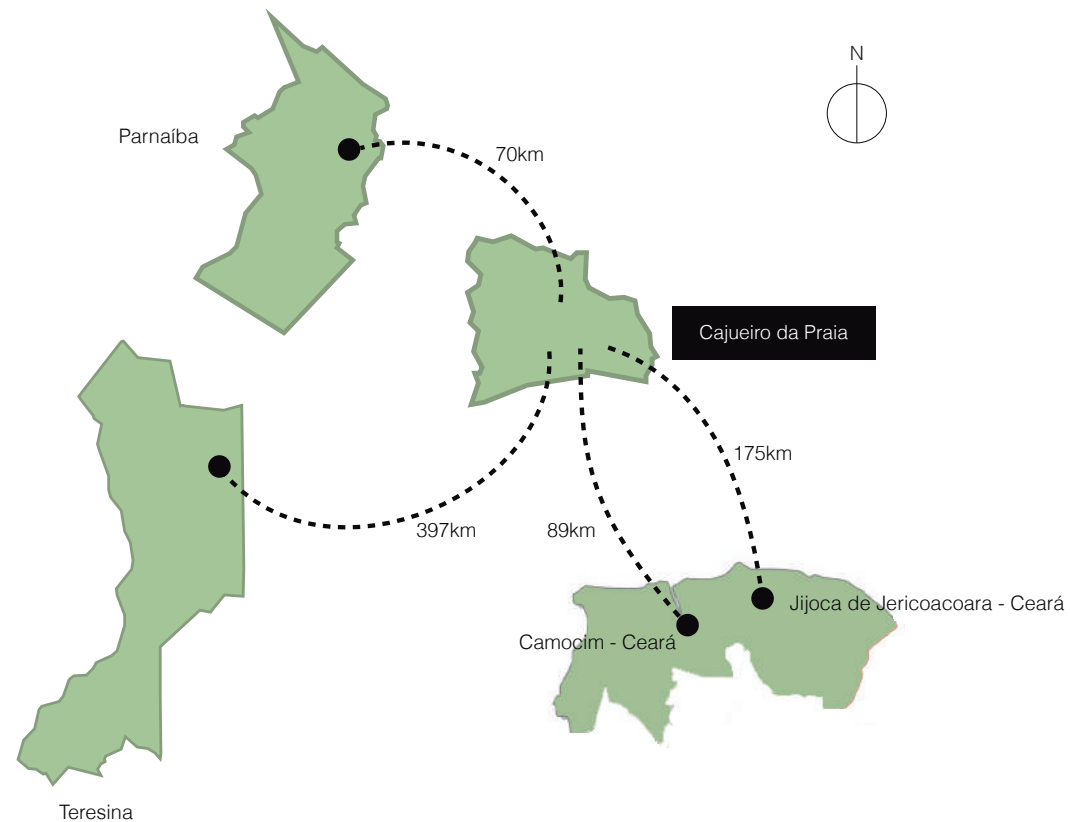 N
Parnaíba
70km
Cajueiro da Praia
175km
397km
89km
Jijoca de Jericoacoara - Ceará
Camocim - Ceará
Teresina